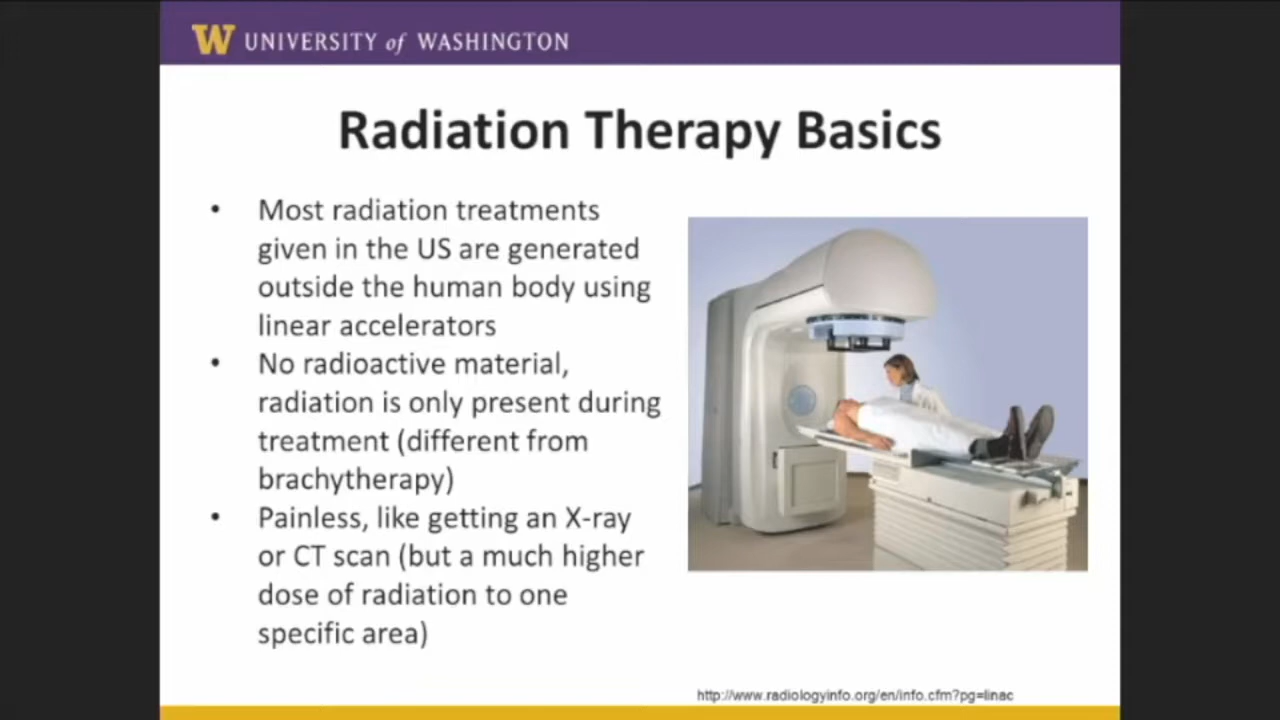 W UNIVERSITY of WASHINGTON
Radiation Therapy Basics
• Most radiation treatments
given in the US are generated
outside the human body using
linear accelerators
• No radioactive material,
radiation is only present during
treatment (different from
brachytherapy)
• Painless, like getting an X-ray
or CT scan (but a much higher
dose of radiation to one
specific area)
http://www.radiologyinfo.org/en/info.cfm?pg=linac